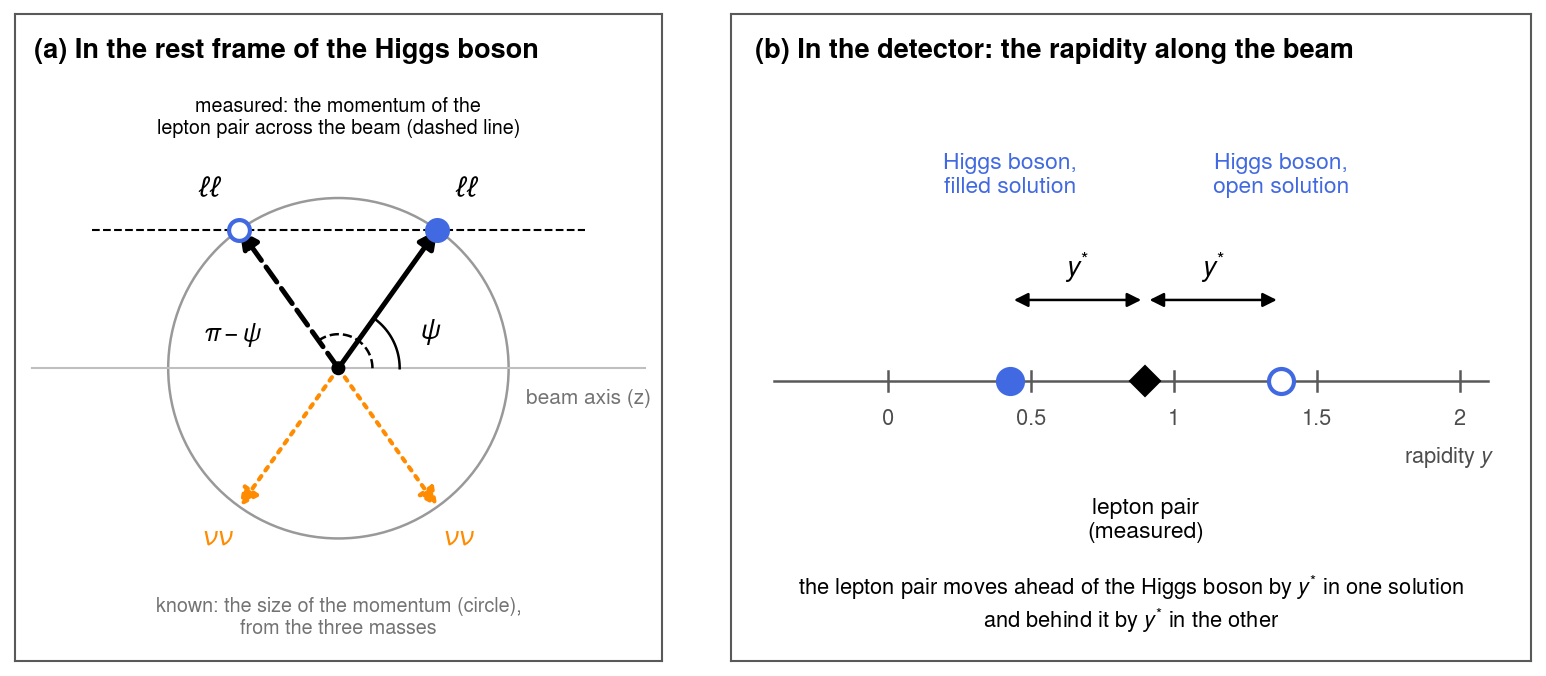 (a) In the rest frame of the Higgs boson
measured: the momentum of the
lepton pair across the beam (dashed line)
ℓℓ
ℓℓ
π – ψ
ψ
beam axis (z)
νν
νν
known: the size of the momentum (circle),
from the three masses
(b) In the detector: the rapidity along the beam
Higgs boson,
filled solution
Higgs boson,
open solution
y*
y*
0
0.5
1
1.5
2
rapidity y
lepton pair
(measured)
the lepton pair moves ahead of the Higgs boson by y* in one solution
and behind it by y* in the other